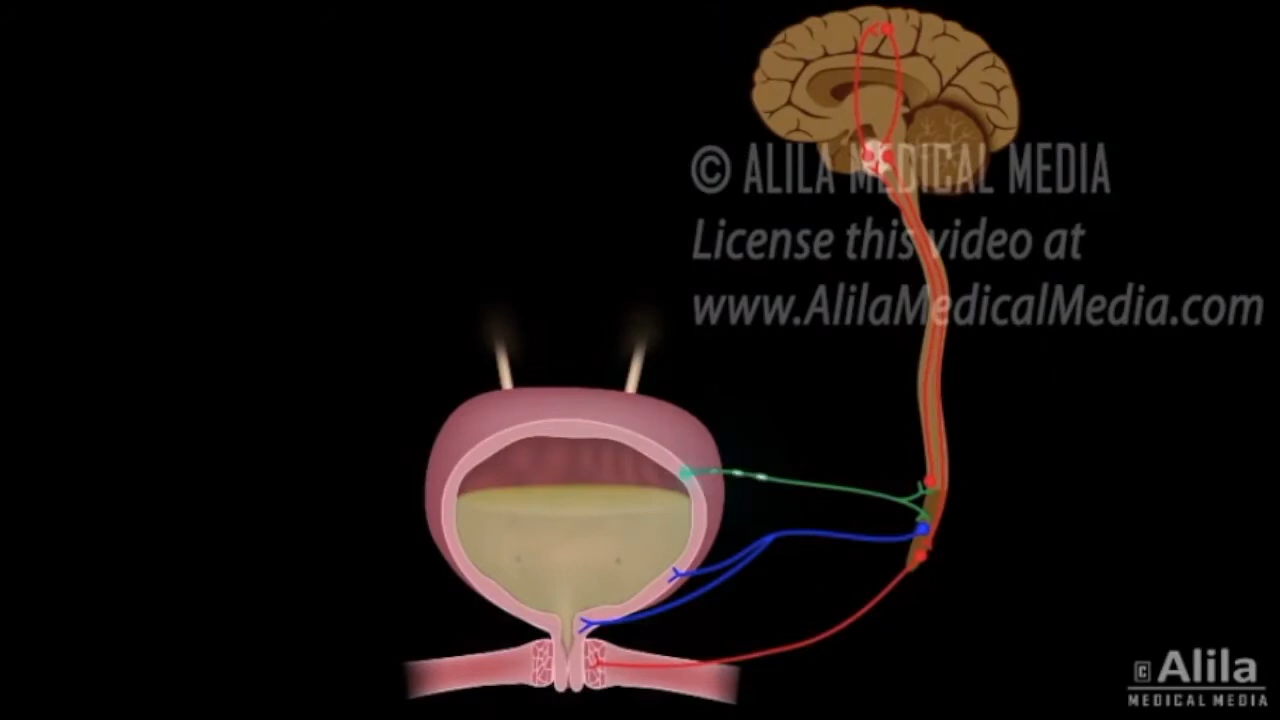 © ALILA MEDICAL MEDIA
License this video at
www.AlilaMedicalMedia.com
© Alila
MEDICAL MEDIA